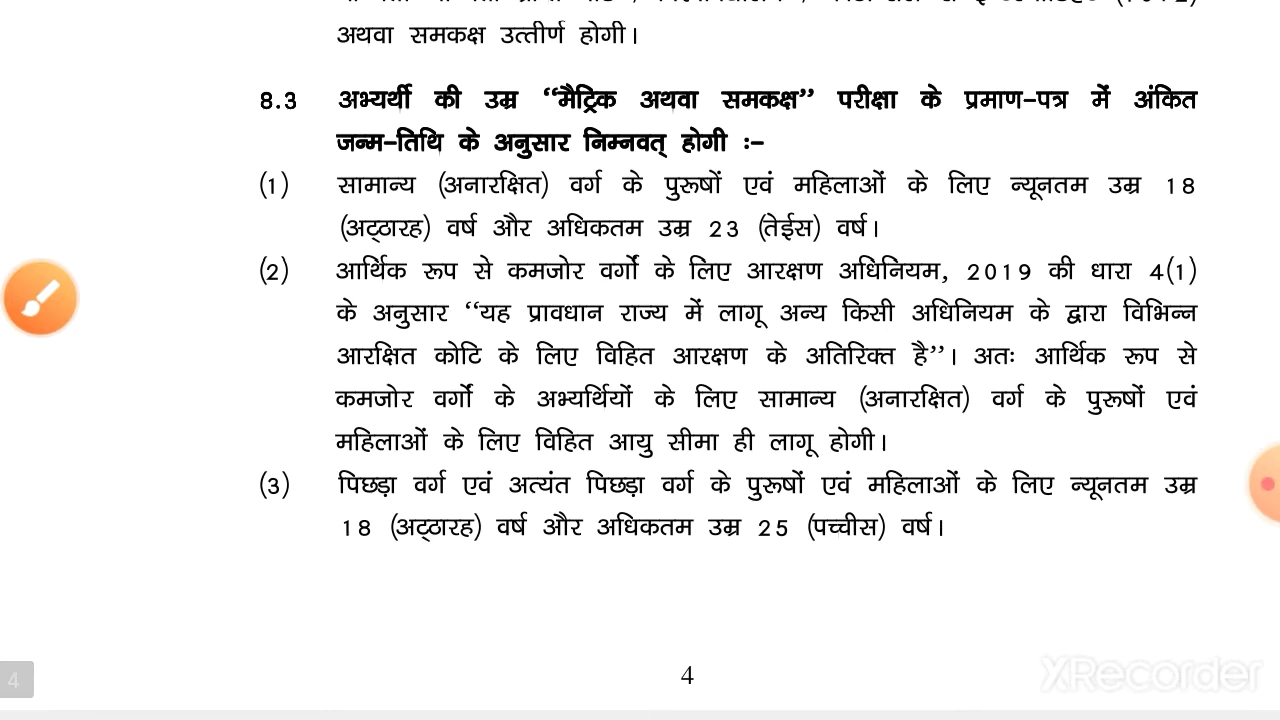 अथवा समकक्ष उत्तीर्ण होगी।
8.3 अभ्यर्थी की उम्र ‘‘मैट्रिक अथवा समकक्ष’’ परीक्षा के प्रमाण-पत्र में अंकित
जन्म-तिथि के अनुसार निम्नवत् होगी :-
(1) सामान्य (अनारक्षित) वर्ग के पुरूषों एवं महिलाओं के लिए न्यूनतम उम्र 18
(अट्ठारह) वर्ष और अधिकतम उम्र 23 (तेईस) वर्ष।
(2) आर्थिक रूप से कमजोर वर्गों के लिए आरक्षण अधिनियम, 2019 की धारा 4(1)
के अनुसार ‘‘यह प्रावधान राज्य में लागू अन्य किसी अधिनियम के द्वारा विभिन्न
आरक्षित कोटि के लिए विहित आरक्षण के अतिरिक्त है’’। अतः आर्थिक रूप से
कमजोर वर्गों के अभ्यर्थियों के लिए सामान्य (अनारक्षित) वर्ग के पुरूषों एवं
महिलाओं के लिए विहित आयु सीमा ही लागू होगी।
(3) पिछड़ा वर्ग एवं अत्यंत पिछड़ा वर्ग के पुरूषों एवं महिलाओं के लिए न्यूनतम उम्र
18 (अट्ठारह) वर्ष और अधिकतम उम्र 25 (पच्चीस) वर्ष।
4
4
XRecorder